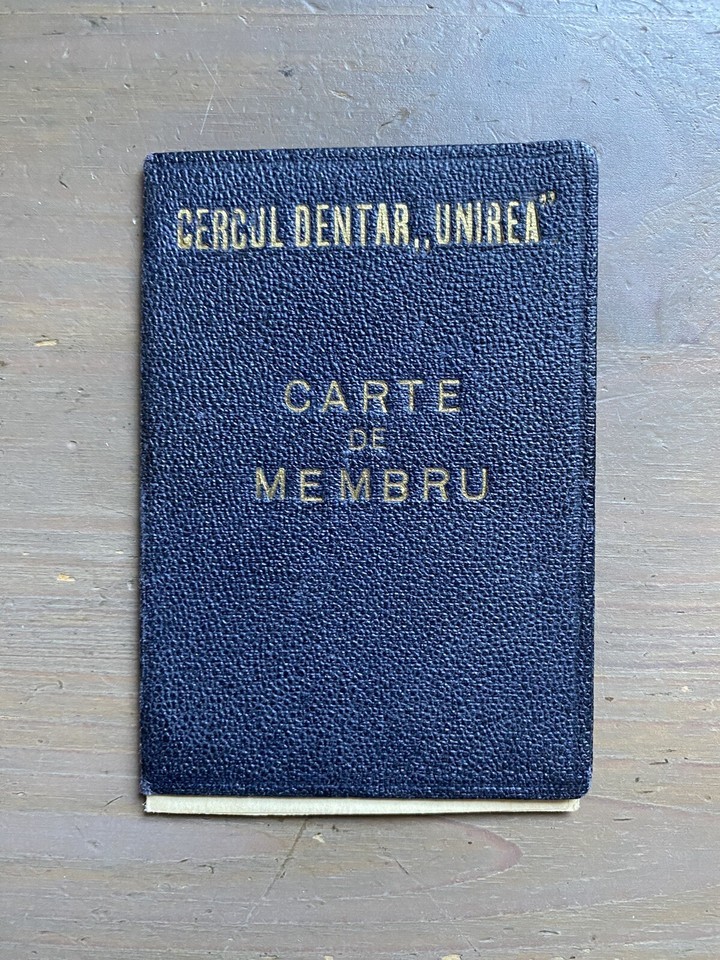 CERCUL DENTAR „UNIREA”
CARTE
DE
MEMBRU